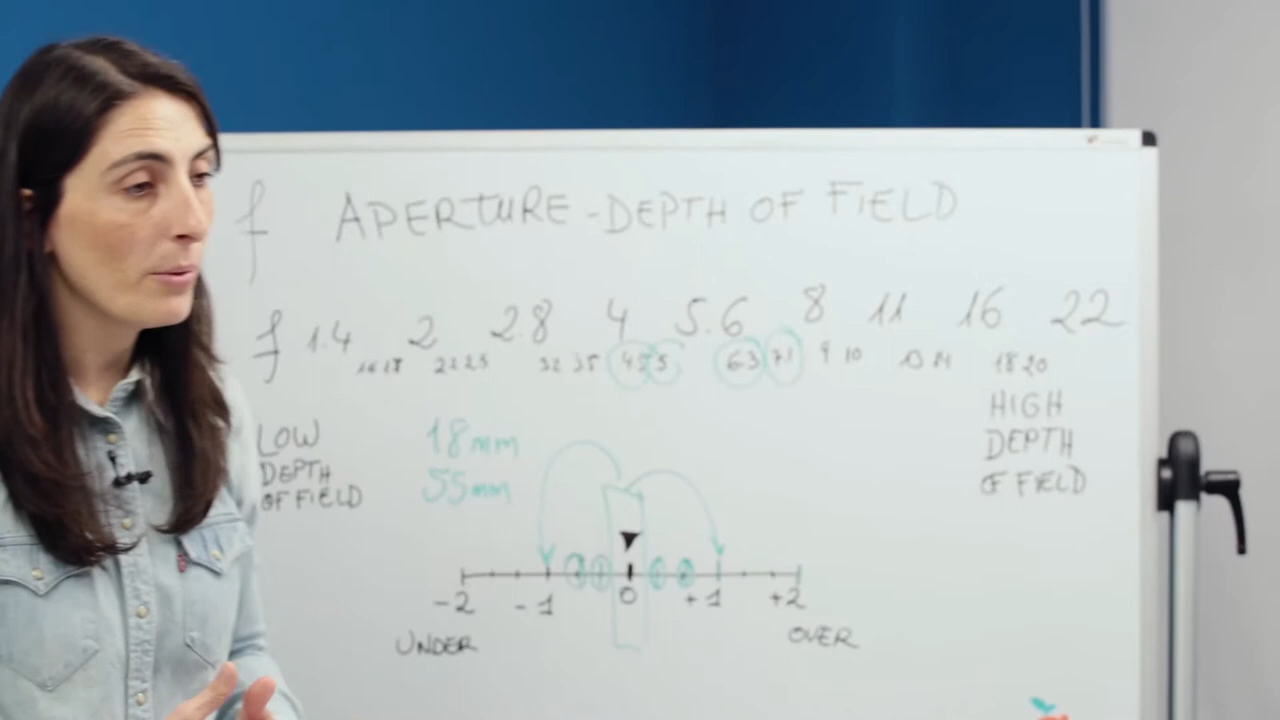 f APERTURE - DEPTH OF FIELD
f 1.4 2 2.8 4 5.6 8 11 16 22
1.6 1.8 2.2 2.5 3.2 3.5 4.5 5 6.3 7.1 9 10 13 14 18 20
LOW
DEPTH
OF FIELD
18mm
55mm
HIGH
DEPTH
OF FIELD
-2 -1 0 +1 +2
UNDER OVER